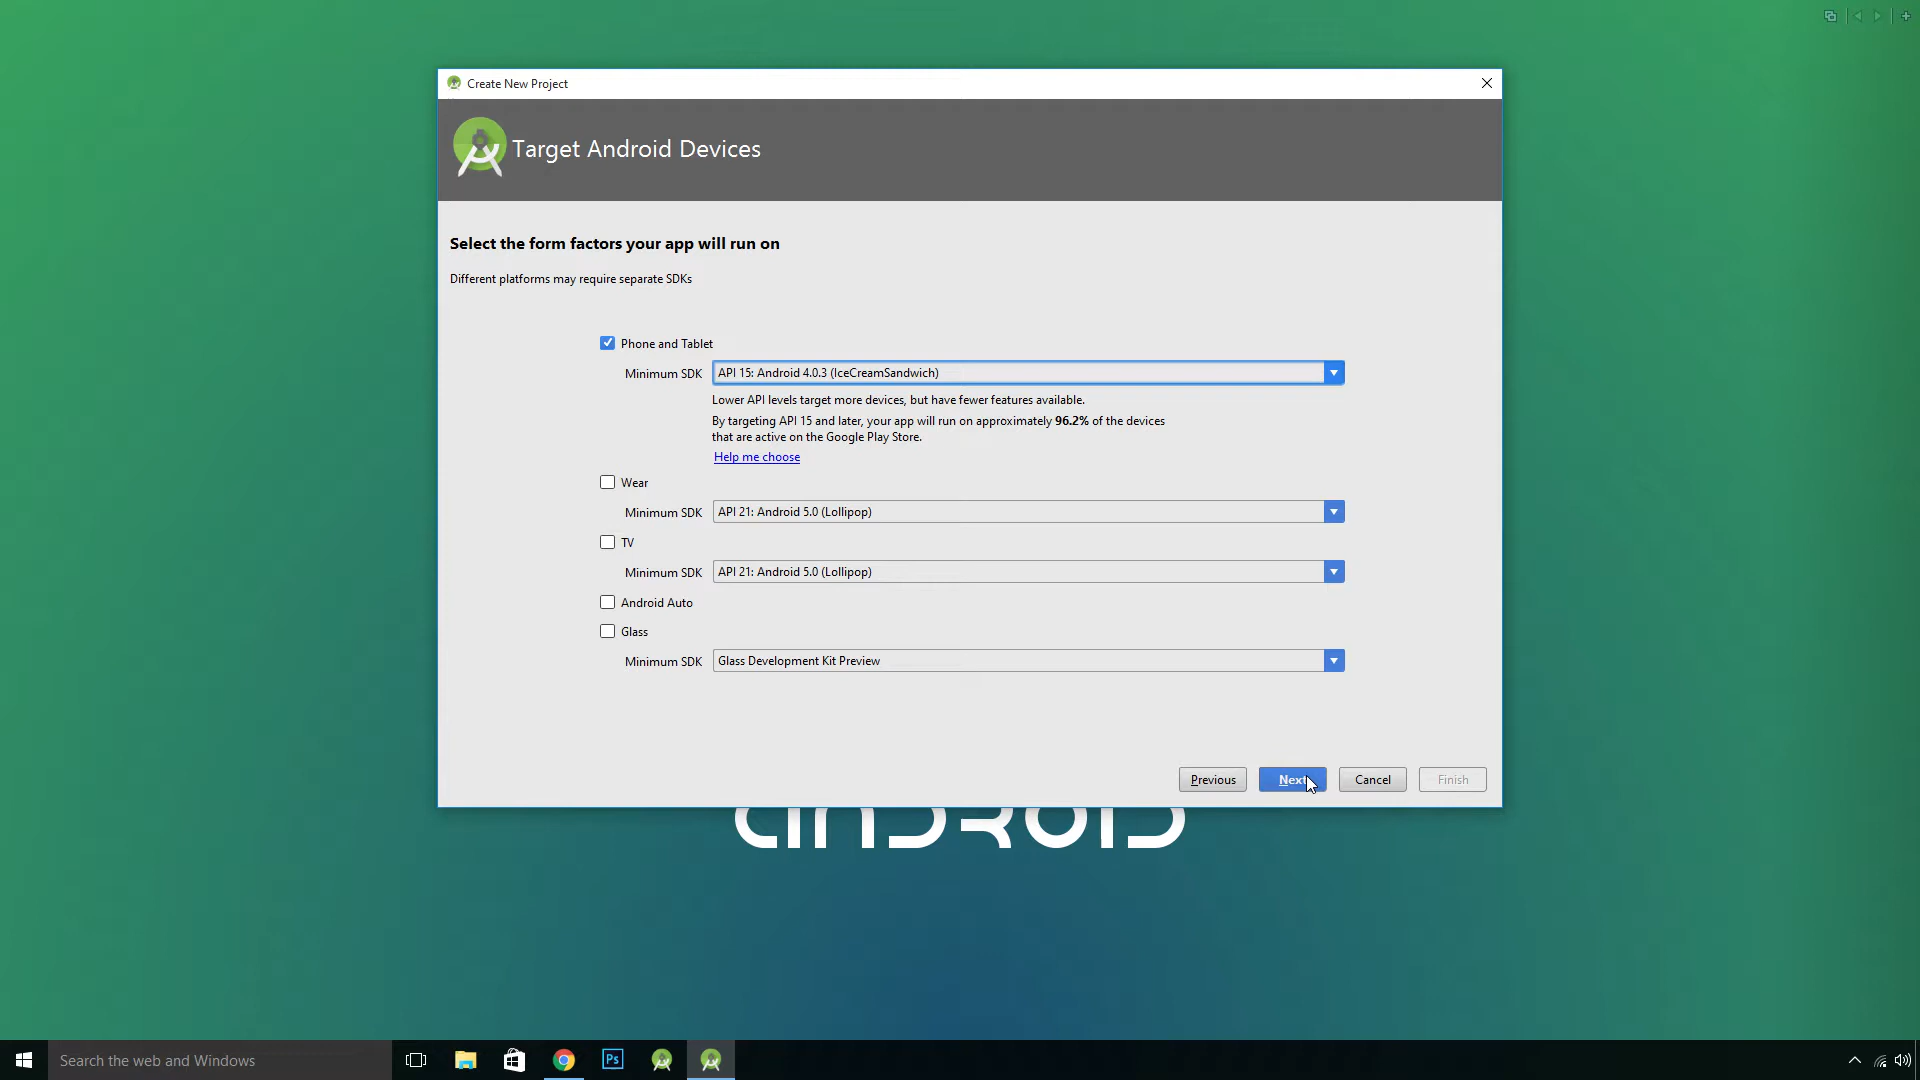 Create New Project
Target Android Devices
Select the form factors your app will run on
Different platforms may require separate SDKs
Phone and Tablet
Minimum SDK API 15: Android 4.0.3 (IceCreamSandwich)
Lower API levels target more devices, but have fewer features available.
By targeting API 15 and later, your app will run on approximately 96.2% of the devices
that are active on the Google Play Store.
Help me choose
Wear
Minimum SDK API 21: Android 5.0 (Lollipop)
TV
Minimum SDK API 21: Android 5.0 (Lollipop)
Android Auto
Glass
Minimum SDK Glass Development Kit Preview
Previous Next Cancel Finish
ANDROID
Search the web and Windows Ps